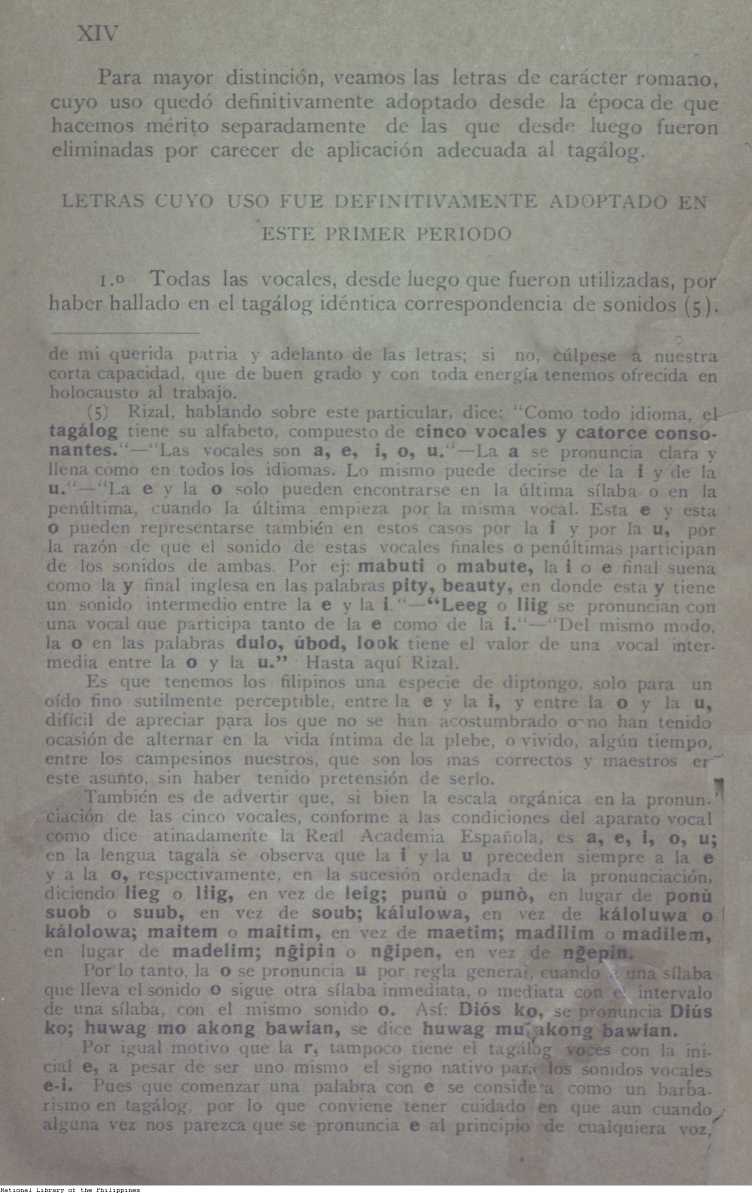 XIV
Para mayor distinción, veamos las letras de carácter romano,
cuyo uso quedó definitivamente adoptado desde la época de que
hacemos mérito separadamente de las que desde luego fueron
eliminadas por carecer de aplicación adecuada al tagálog.
LETRAS CUYO USO FUE DEFINITIVAMENTE ADOPTADO EN
ESTE PRIMER PERIODO
1.º Todas las vocales, desde luego que fueron utilizadas, por
haber hallado en el tagálog idéntica correspondencia de sonidos (5).
de mi querida patria y adelanto de las letras; si no, cúlpese á nuestra
corta capacidad, que de buen grado y con toda energía tenemos ofrecida en
holocausto al trabajo.
(5) Rizal, hablando sobre este particular, dice: "Como todo idioma, el
tagálog tiene su alfabeto, compuesto de cinco vocales y catorce conso-
nantes."—"Las vocales son a, e, i, o, u."—La a se pronuncia clara y
llena como en todos los idiomas. Lo mismo puede decirse de la i y de la
u."—"La e y la o solo pueden encontrarse en la última sílaba o en la
penúltima, cuando la última empieza por la misma vocal. Esta e y esta
o pueden representarse también en estos casos por la i y por la u, por
la razón de que el sonido de estas vocales finales o penúltimas participan
de los sonidos de ambas. Por ej: mabuti o mabute, la i o e final suena
como la y final inglesa en las palabras pity, beauty, en donde esta y tiene
un sonido intermedio entre la e y la i."—"Leeg o liig se pronuncian con
una vocal que participa tanto de la e como de la i."—"Del mismo modo,
la o en las palabras dulo, úbod, look tiene el valor de una vocal inter-
media entre la o y la u." Hasta aquí Rizal.
Es que tenemos los filipinos una especie de diptongo, solo para un
oído fino sutilmente perceptible, entre la e y la i, y entre la o y la u,
difícil de apreciar para los que no se han acostumbrado o no han tenido
ocasión de alternar en la vida íntima de la plebe, o vivido, algún tiempo,
entre los campesinos nuestros, que son los mas correctos y maestros er
este asunto, sin haber tenido pretensión de serlo.
También es de advertir que, si bien la escala orgánica en la pronun-
ciación de las cinco vocales, conforme a las condiciones del aparato vocal
como dice atinadamente la Real Academia Española, es a, e, i, o, u;
en la lengua tagala se observa que la i y la u preceden siempre a la e
y a la o, respectivamente, en la sucesión ordenada de la pronunciación,
diciendo lieg o liig, en vez de leig; punù o punò, en lugar de ponù
suob o suub, en vez de soub; kálulowa, en vez de káloluwa o
kálolowa; maitem o maitim, en vez de maetim; madilim o madilem,
en lugar de madelim; ng̃ipin o ng̃ipen, en vez de ng̃epin.
Por lo tanto, la o se pronuncia u por regla general, cuando a una sílaba
que lleva el sonido o sigue otra sílaba inmediata, o mediata con el intervalo
de una sílaba, con el mismo sonido o. Así: Diós ko, se pronuncia Diús
ko; huwag mo akong bawian, se dice huwag mu akong bawian.
Por igual motivo que la r, tampoco tiene el tagálog voces con la ini-
cial e, a pesar de ser uno mismo el signo nativo para los sonidos vocales
e-i. Pues que comenzar una palabra con e se considera como un barba-
rismo en tagálog, por lo que conviene tener cuidado en que aun cuando
alguna vez nos parezca que se pronuncia e al principio de cualquiera voz,
National Library of the Philippines